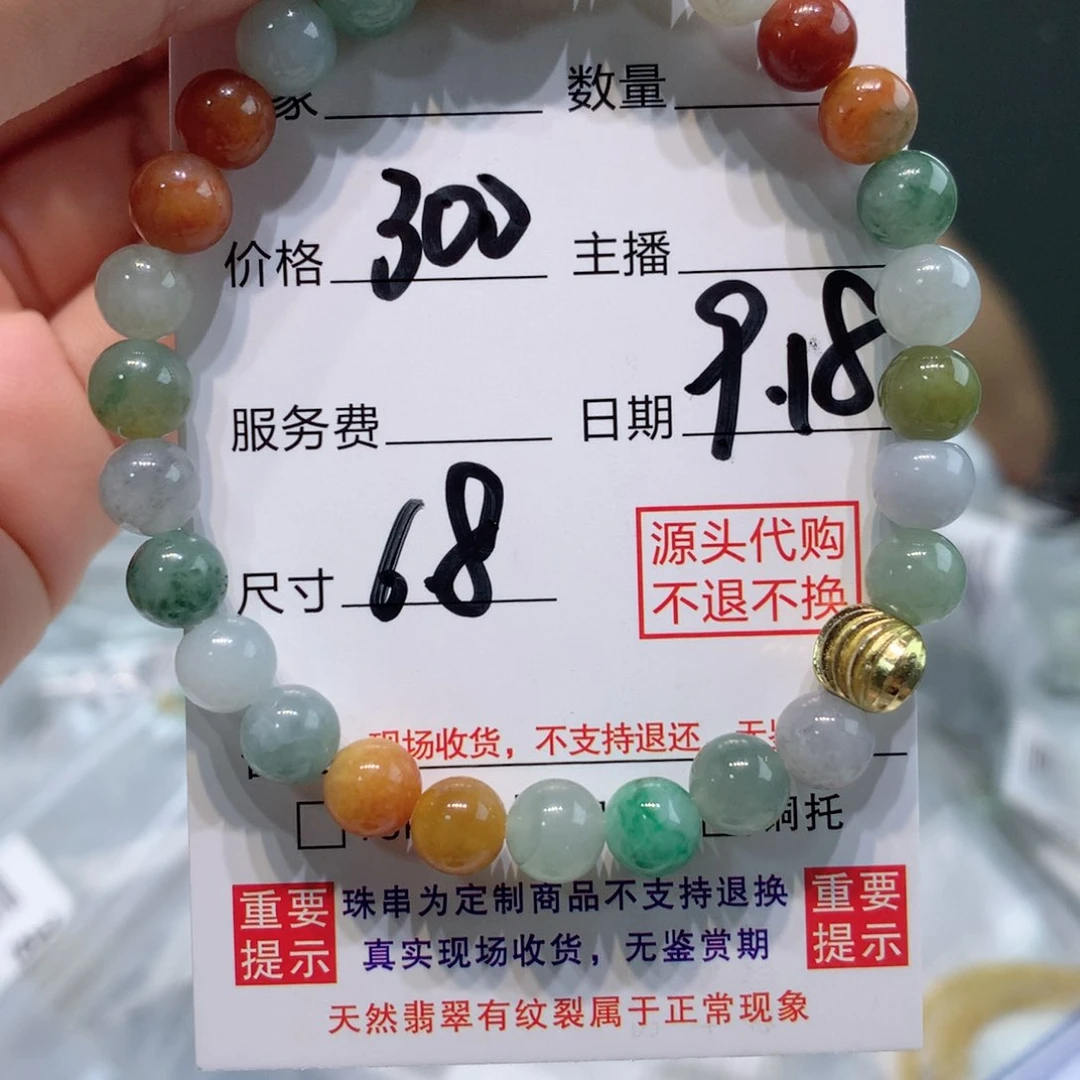 家 数量
价格 300 主播
服务费 日期 9.18
尺寸 68
源头代购
不退不换
现场收货，不支持退还
铜托
重要
提示
珠串为定制商品不支持退换
真实现场收货，无鉴赏期
重要
提示
天然翡翠有纹裂属于正常现象